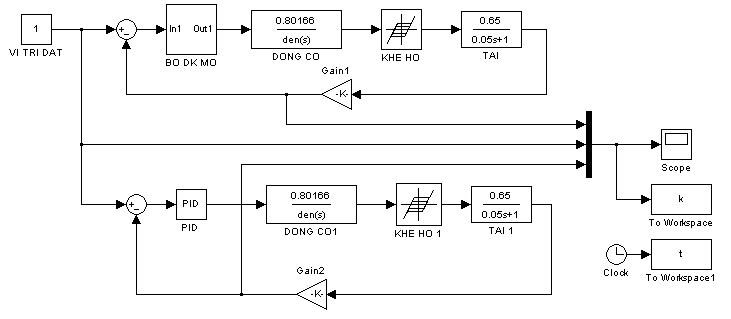 1
VI TRI DAT
In1 Out1
BO DK MO
0.80166
den(s)
DONG CO
KHE HO
0.65
0.05s+1
TAI
Gain1
-K-
Scope
k
To Workspace
PID
PID
0.80166
den(s)
DONG CO1
KHE HO 1
0.65
0.05s+1
TAI 1
Clock
t
To Workspace1
Gain2
-K-